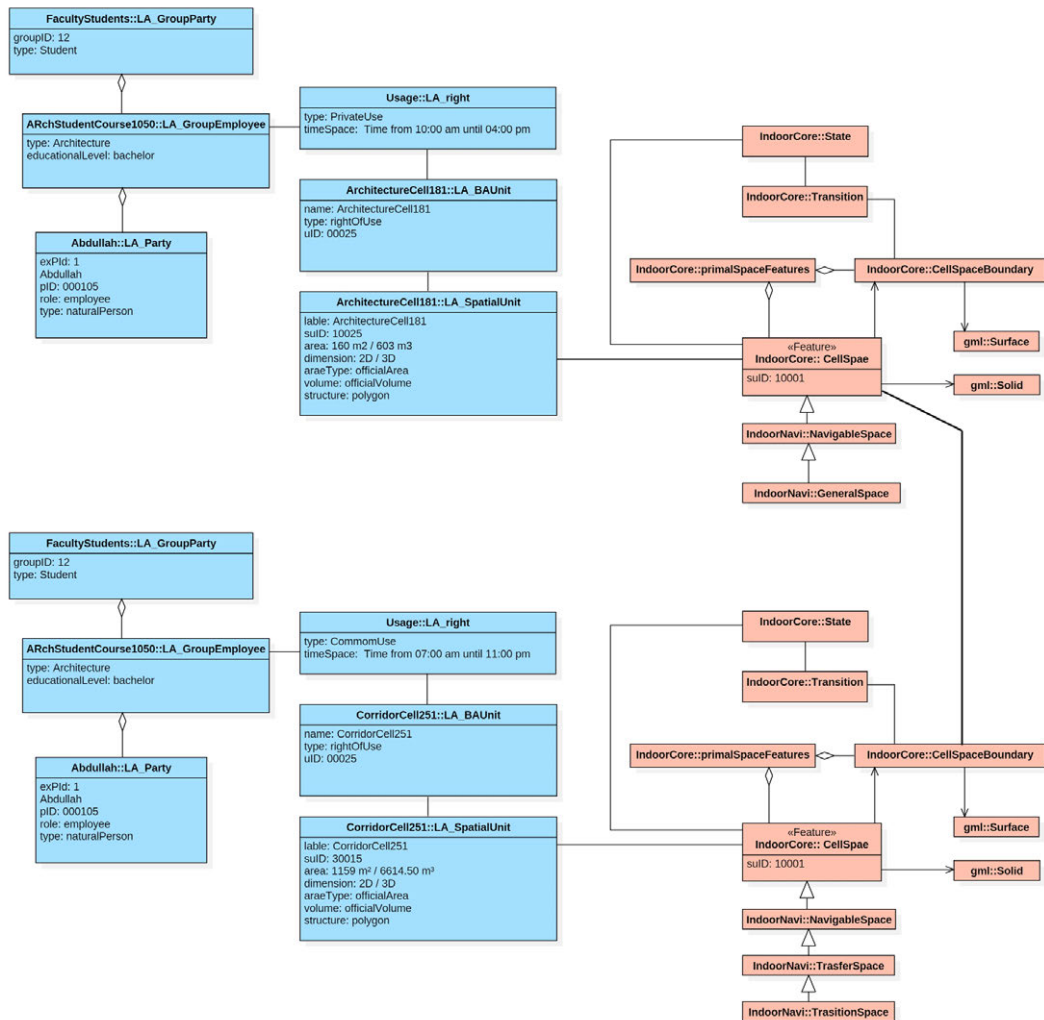 FacultyStudents::LA_GroupParty
groupID: 12
type: Student
ARchStudentCourse1050::LA_GroupEmployee
type: Architecture
educationalLevel: bachelor
Abdullah::LA_Party
exPId: 1
Abdullah
pID: 000105
role: employee
type: naturalPerson
Usage::LA_right
type: PrivateUse
timeSpace:  Time from 10:00 am until 04:00 pm
ArchitectureCell181::LA_BAUnit
name: ArchitectureCell181
type: rightOfUse
uID: 00025
ArchitectureCell181::LA_SpatialUnit
lable: ArchitectureCell181
suID: 10025
area: 160 m2 / 603 m3
dimension: 2D / 3D
araeType: officialArea
volume: officialVolume
structure: polygon
IndoorCore::State
IndoorCore::Transition
IndoorCore::primalSpaceFeatures
IndoorCore::CellSpaceBoundary
gml::Surface
«Feature»
IndoorCore:: CellSpae
suID: 10001
gml::Solid
IndoorNavi::NavigableSpace
IndoorNavi::GeneralSpace
FacultyStudents::LA_GroupParty
groupID: 12
type: Student
ARchStudentCourse1050::LA_GroupEmployee
type: Architecture
educationalLevel: bachelor
Abdullah::LA_Party
exPId: 1
Abdullah
pID: 000105
role: employee
type: naturalPerson
Usage::LA_right
type: CommomUse
timeSpace:  Time from 07:00 am until 11:00 pm
CorridorCell251::LA_BAUnit
name: CorridorCell251
type: rightOfUse
uID: 00025
CorridorCell251::LA_SpatialUnit
lable: CorridorCell251
suID: 30015
area: 1159 m² / 6614.50 m³
dimension: 2D / 3D
araeType: officialArea
volume: officialVolume
structure: polygon
IndoorCore::State
IndoorCore::Transition
IndoorCore::primalSpaceFeatures
IndoorCore::CellSpaceBoundary
gml::Surface
«Feature»
IndoorCore:: CellSpae
suID: 10001
gml::Solid
IndoorNavi::NavigableSpace
IndoorNavi::TrasferSpace
IndoorNavi::TrasitionSpace